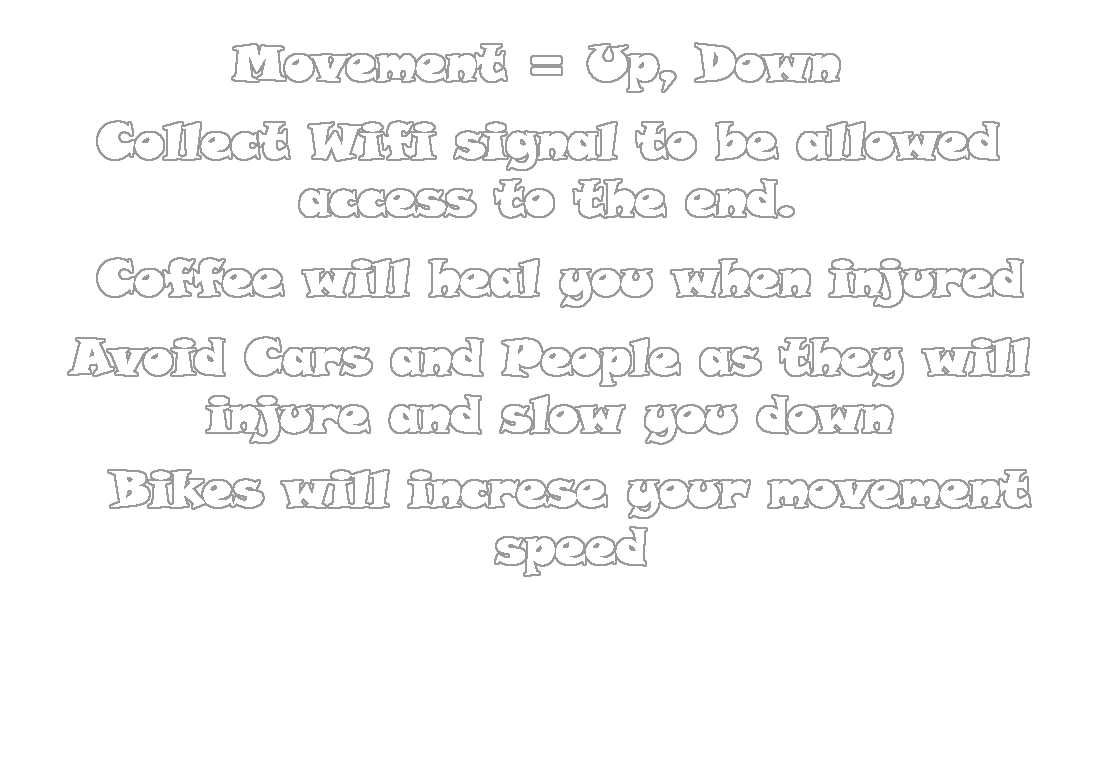 Movement = Up, Down
Collect Wifi signal to be allowed
access to the end.
Coffee will heal you when injured
Avoid Cars and People as they will
injure and slow you down
Bikes will increse your movement
speed